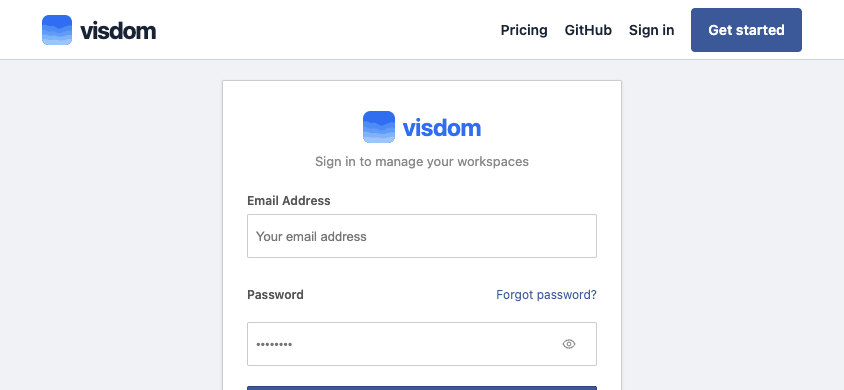 visdom
Pricing GitHub Sign in Get started
visdom
Sign in to manage your workspaces
Email Address
Your email address
Password Forgot password?
••••••••